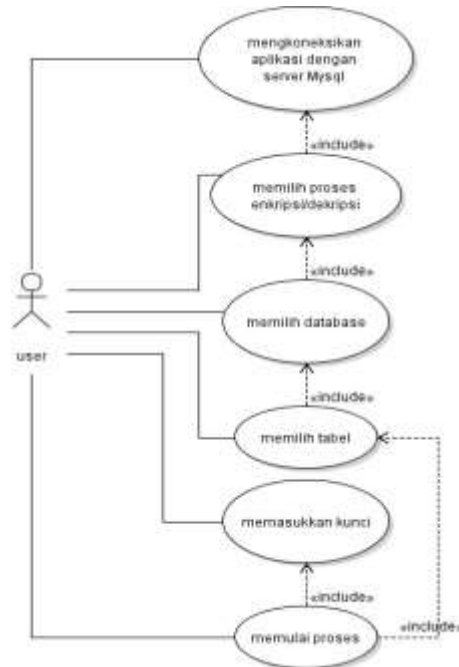 mengkoneksikan
aplikasi dengan
server Mysql
«include»
memilih proses
enkripsi/dekripsi
«include»
memilih database
user
«include»
memilih tabel
memasukkan kunci
«include»
«include»
memulai proses